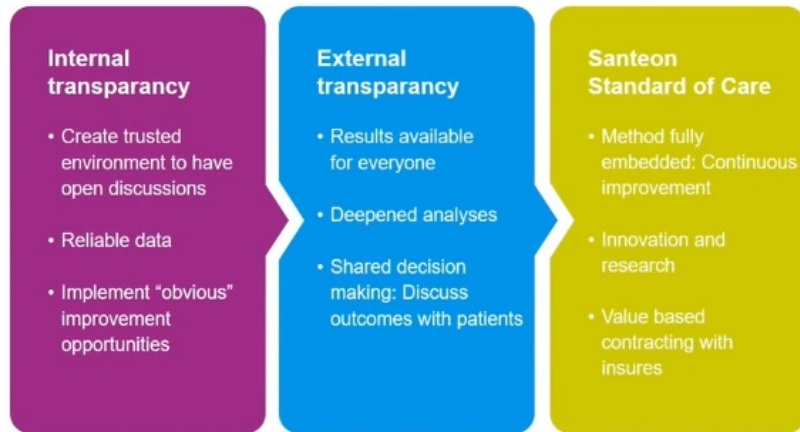 Internal
transparancy
• Create trusted
environment to have
open discussions
• Reliable data
• Implement “obvious”
improvement
opportunities
External
transparancy
• Results available
for everyone
• Deepened analyses
• Shared decision
making: Discuss
outcomes with patients
Santeon
Standard of Care
• Method fully
embedded: Continuous
improvement
• Innovation and
research
• Value based
contracting with
insures